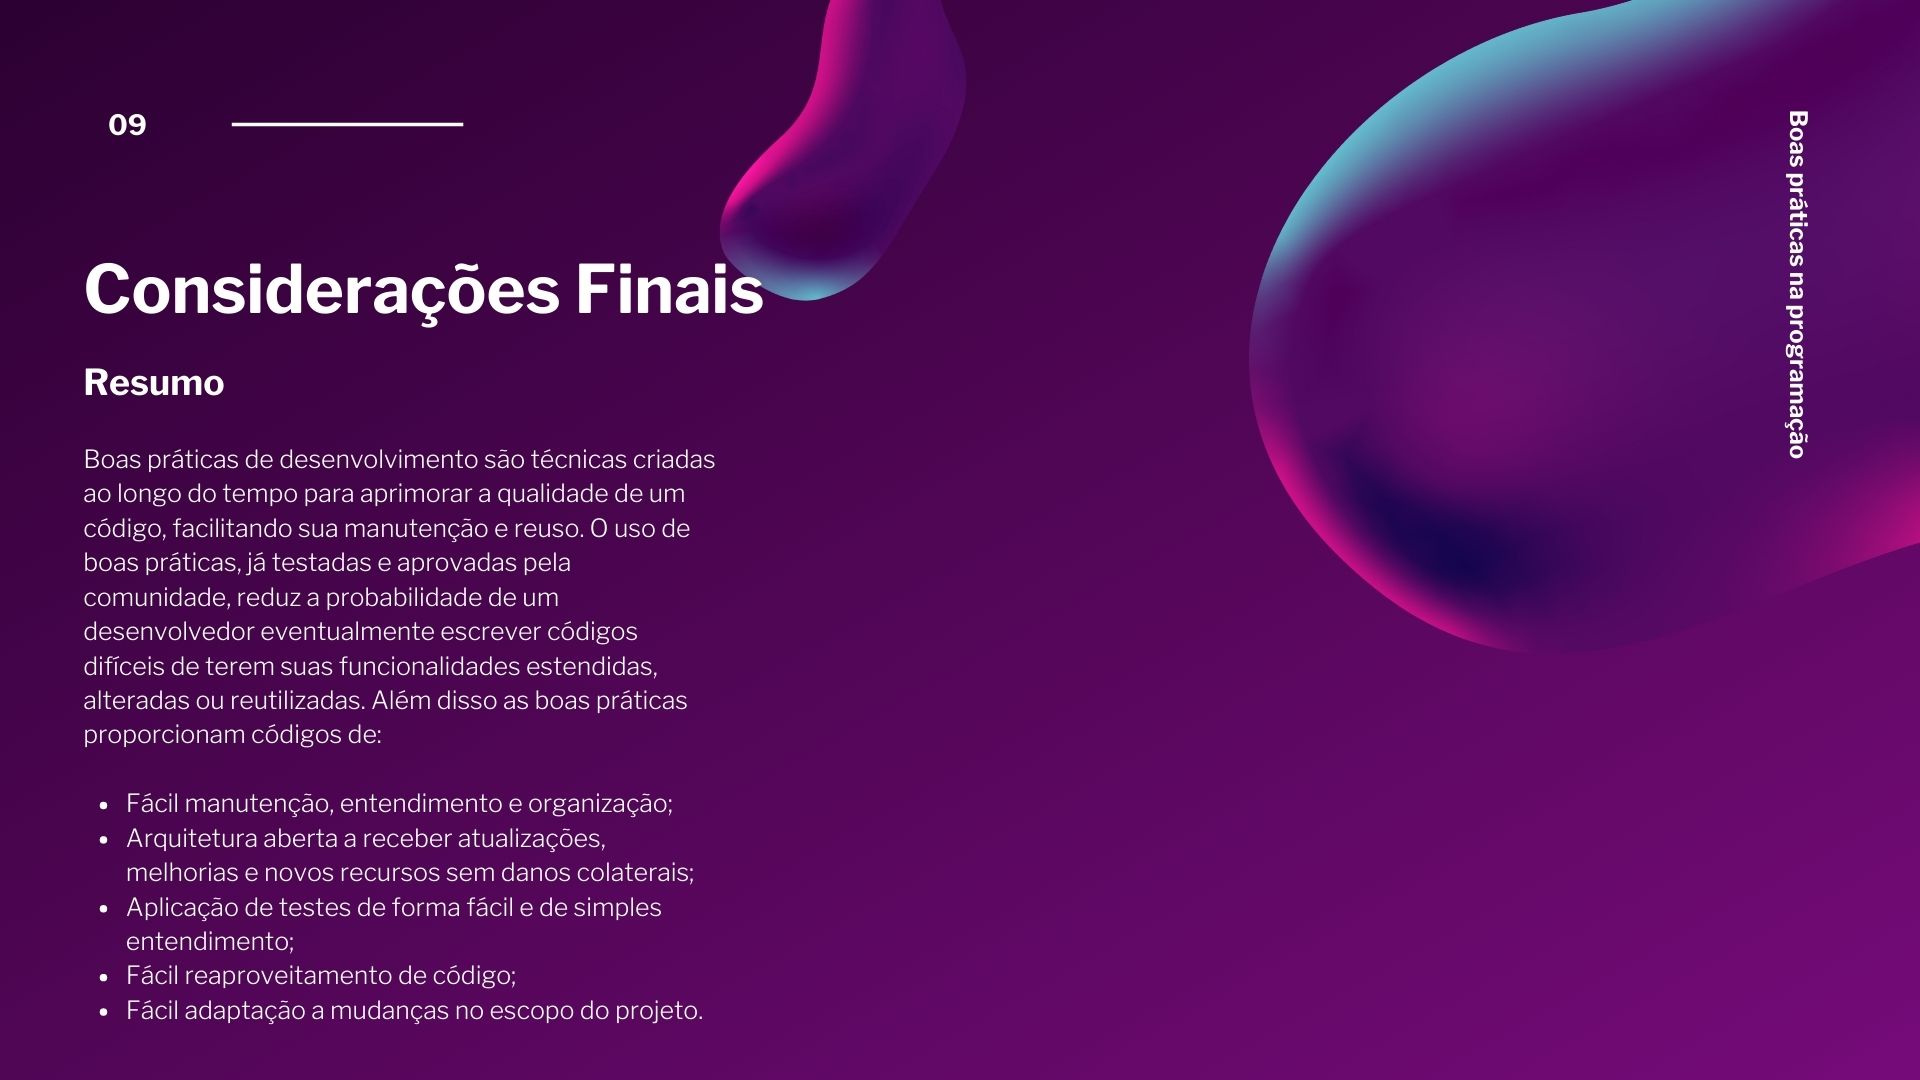 09
Boas práticas na programação
Considerações Finais
Resumo
Boas práticas de desenvolvimento são técnicas criadas
ao longo do tempo para aprimorar a qualidade de um
código, facilitando sua manutenção e reuso. O uso de
boas práticas, já testadas e aprovadas pela
comunidade, reduz a probabilidade de um
desenvolvedor eventualmente escrever códigos
difíceis de terem suas funcionalidades estendidas,
alteradas ou reutilizadas. Além disso as boas práticas
proporcionam códigos de:
• Fácil manutenção, entendimento e organização;
• Arquitetura aberta a receber atualizações,
melhorias e novos recursos sem danos colaterais;
• Aplicação de testes de forma fácil e de simples
entendimento;
• Fácil reaproveitamento de código;
• Fácil adaptação a mudanças no escopo do projeto.